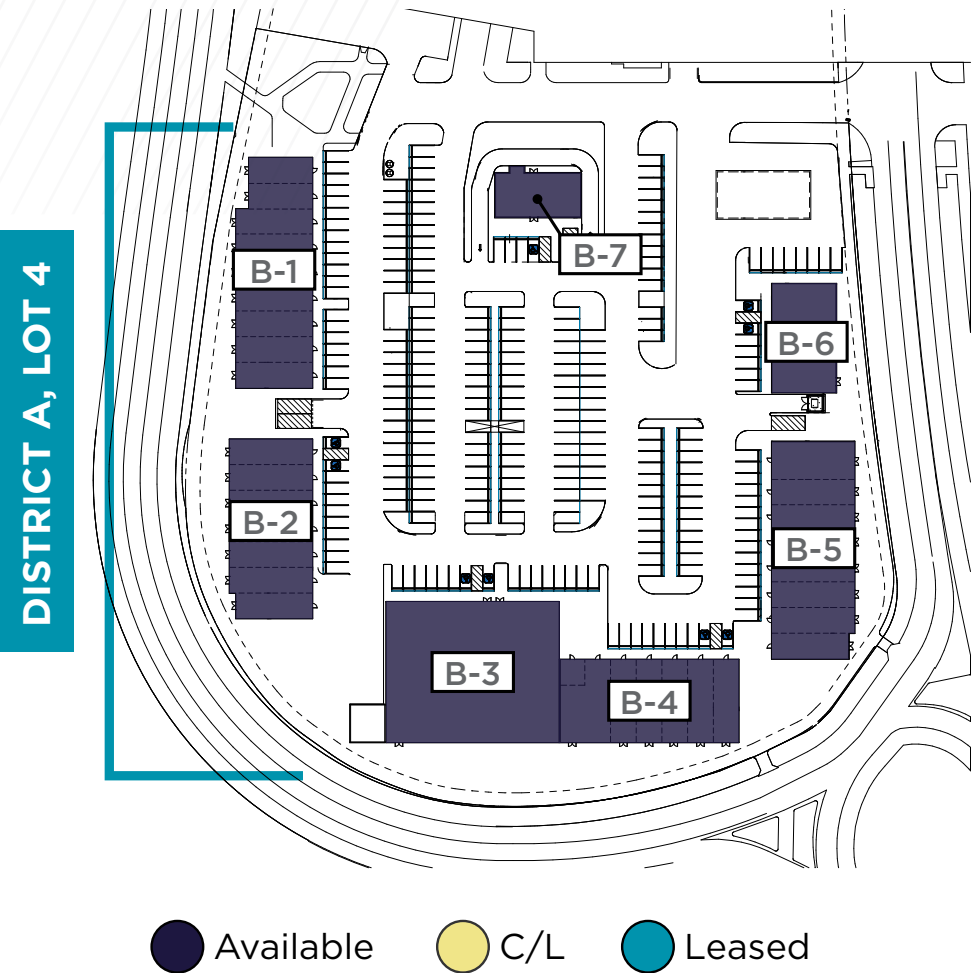 DISTRICT A, LOT 4
B-1
B-7
B-6
B-2
B-5
B-3
B-4
Available
C/L
Leased